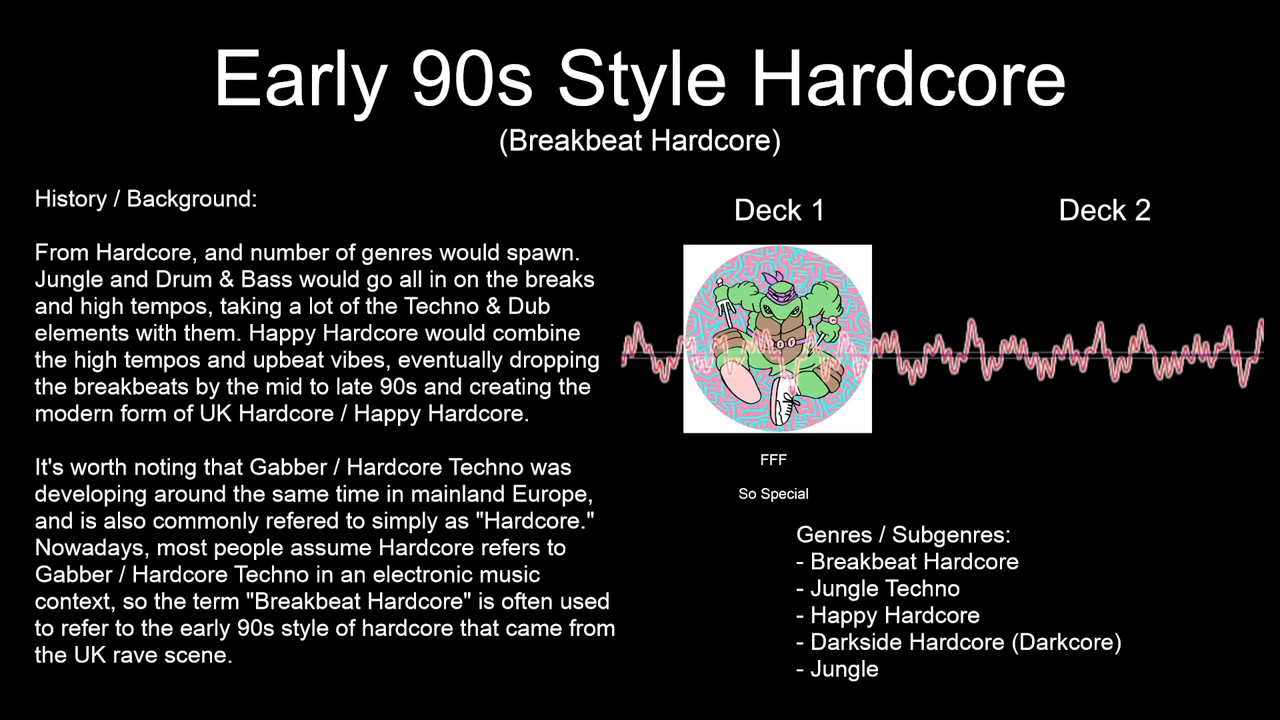 Early 90s Style Hardcore
(Breakbeat Hardcore)
History / Background:
From Hardcore, and number of genres would spawn.
Jungle and Drum & Bass would go all in on the breaks
and high tempos, taking a lot of the Techno & Dub
elements with them. Happy Hardcore would combine
the high tempos and upbeat vibes, eventually dropping
the breakbeats by the mid to late 90s and creating the
modern form of UK Hardcore / Happy Hardcore.
It's worth noting that Gabber / Hardcore Techno was
developing around the same time in mainland Europe,
and is also commonly refered to simply as "Hardcore."
Nowadays, most people assume Hardcore refers to
Gabber / Hardcore Techno in an electronic music
context, so the term "Breakbeat Hardcore" is often used
to refer to the early 90s style of hardcore that came from
the UK rave scene.
Deck 1
Deck 2
FFF
So Special
Genres / Subgenres:
- Breakbeat Hardcore
- Jungle Techno
- Happy Hardcore
- Darkside Hardcore (Darkcore)
- Jungle